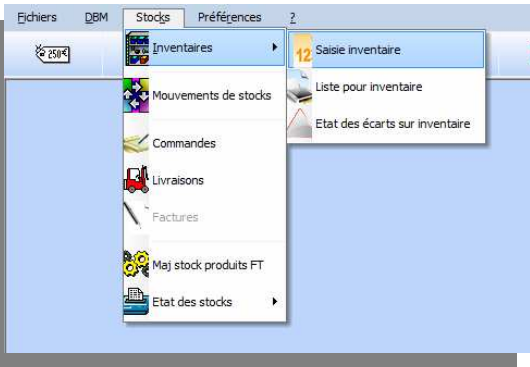 Fichiers DBM Stocks Préférences ?
250€
Inventaires
Saisie inventaire
12
Liste pour inventaire
Etat des écarts sur inventaire
Mouvements de stocks
Commandes
Livraisons
Factures
Maj stock produits FT
Etat des stocks